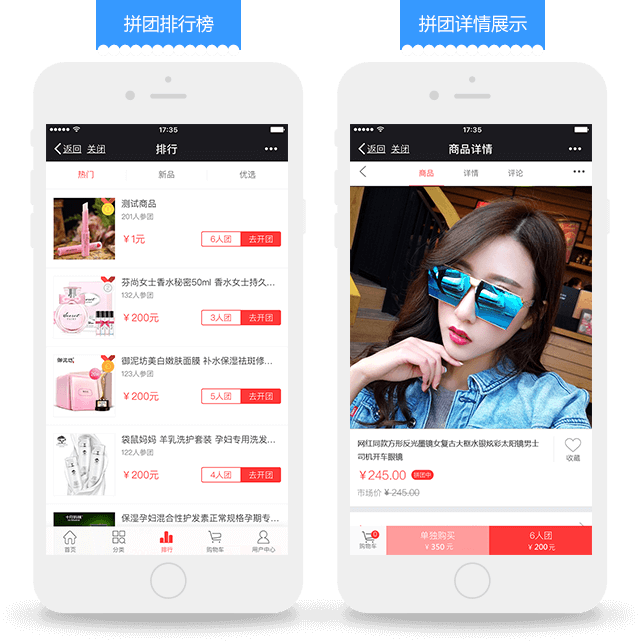 拼团排行榜
拼团详情展示
17:35
返回 关闭
排行
热门
新品
优选
测试商品
201人参团
￥1元
6人团
去开团
芬尚女士香水秘密50ml 香水女士持久...
132人参团
￥200元
3人团
去开团
御泥坊美白嫩肤面膜 补水保湿祛斑修...
123人参团
￥200元
5人团
去开团
袋鼠妈妈 羊乳洗护套装 孕妇专用洗发...
122人参团
￥200元
4人团
去开团
保湿孕妇混合性护发素正常规格孕期专...
首页
分类
排行
购物车
用户中心
17:35
返回 关闭
商品详情
商品
详情
评论
网红同款方形反光墨镜女复古大框水银炫彩太阳镜男士
司机开车眼镜
收藏
￥245.00
拼团中
市场价 ￥245.00
购物车
0
单独购买
￥350 元
6人团
￥200 元